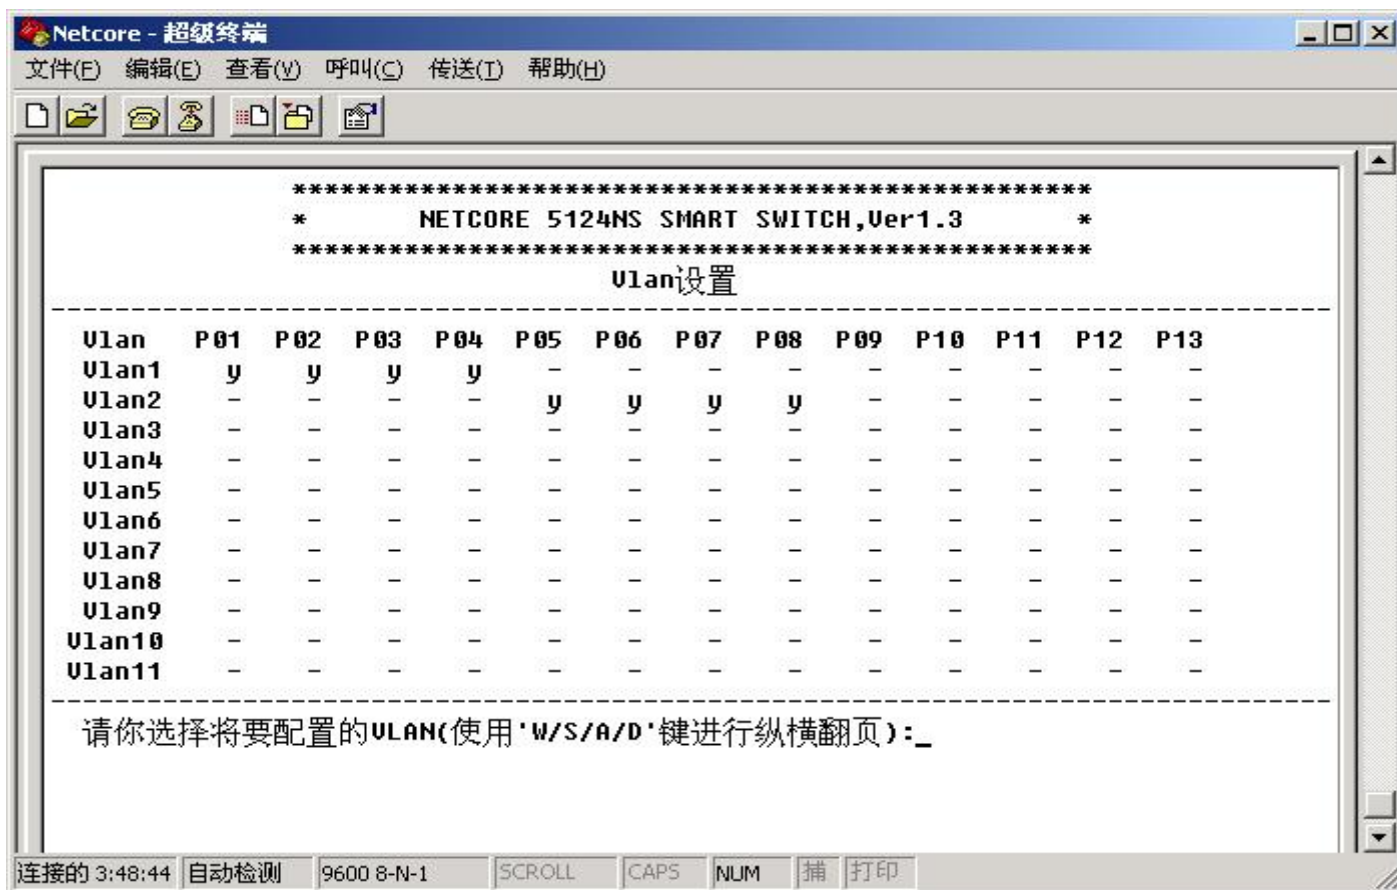 Netcore - 超级终端
文件(F) 编辑(E) 查看(V) 呼叫(C) 传送(T) 帮助(H)
**************************************************
* NETCORE 5124NS SMART SWITCH,Ver1.3 *
**************************************************
Vlan设置
--------------------------------------------------------------------------------
Vlan P01 P02 P03 P04 P05 P06 P07 P08 P09 P10 P11 P12 P13
Vlan1 y y y y - - - - - - - - -
Vlan2 - - - - y y y y - - - - -
Vlan3 - - - - - - - - - - - - -
Vlan4 - - - - - - - - - - - - -
Vlan5 - - - - - - - - - - - - -
Vlan6 - - - - - - - - - - - - -
Vlan7 - - - - - - - - - - - - -
Vlan8 - - - - - - - - - - - - -
Vlan9 - - - - - - - - - - - - -
Vlan10 - - - - - - - - - - - - -
Vlan11 - - - - - - - - - - - - -
--------------------------------------------------------------------------------
请你选择将要配置的VLAN(使用'W/S/A/D'键进行纵横翻页):_
连接的 3:48:44 自动检测 9600 8-N-1 SCROLL CAPS NUM 捕 打印